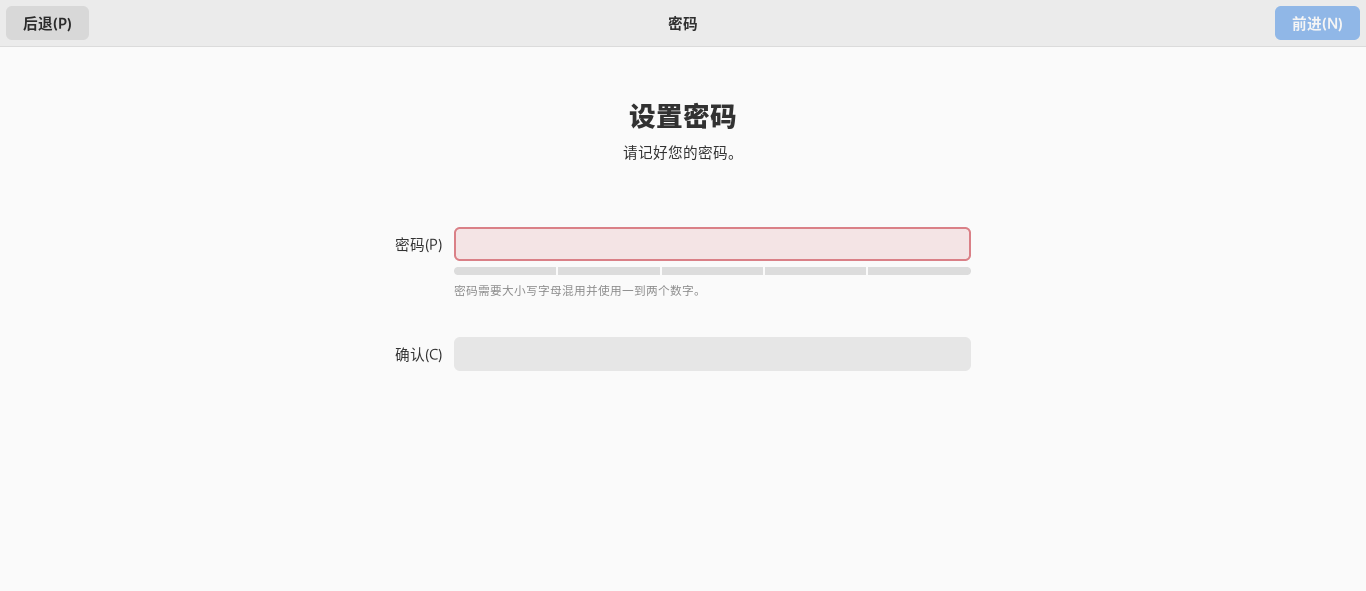 后退(P)
密码
前进(N)
设置密码
请记好您的密码。
密码(P)
密码需要大小写字母混用并使用一到两个数字。
确认(C)